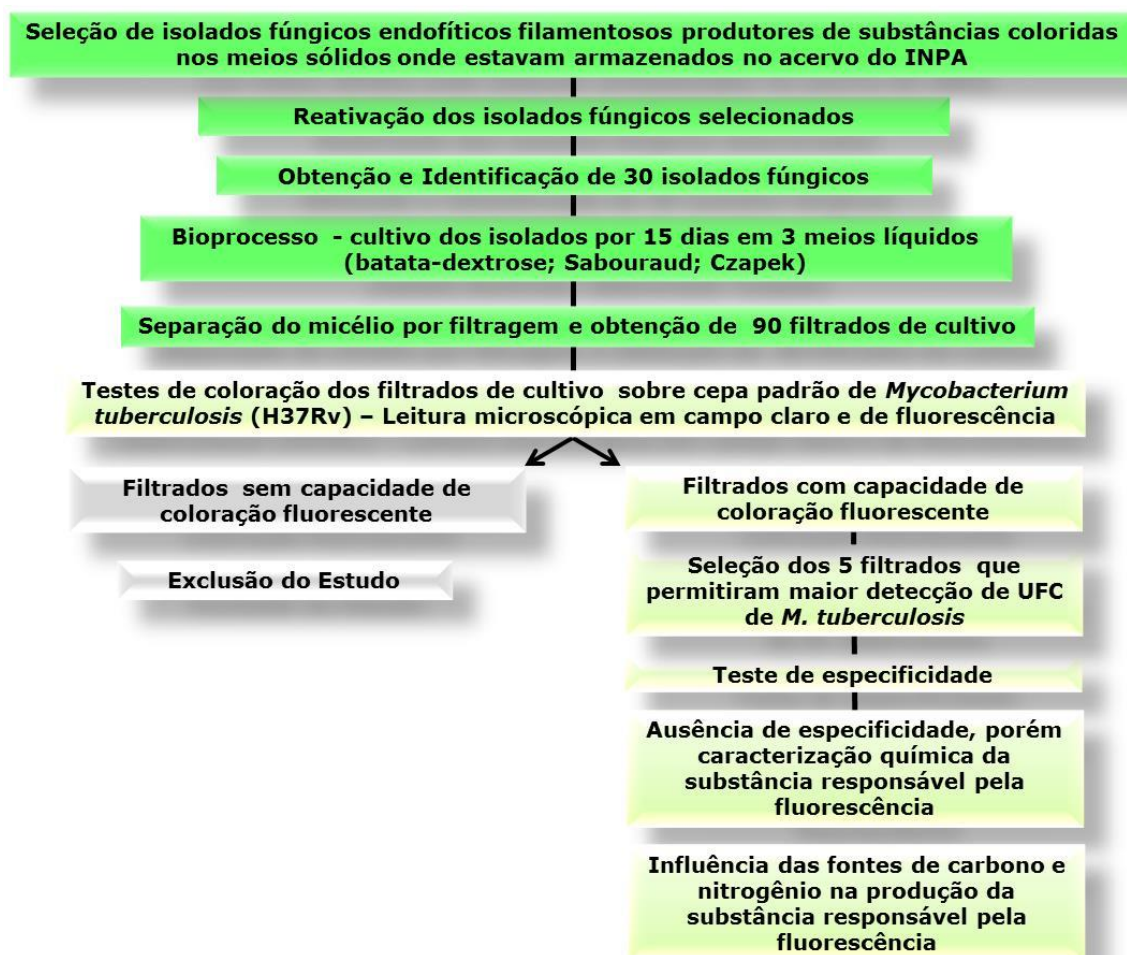 Seleção de isolados fúngicos endofíticos filamentosos produtores de substâncias coloridas
nos meios sólidos onde estavam armazenados no acervo do INPA
Reativação dos isolados fúngicos selecionados
Obtenção e Identificação de 30 isolados fúngicos
Bioprocesso - cultivo dos isolados por 15 dias em 3 meios líquidos
(batata-dextrose; Sabouraud; Czapek)
Separação do micélio por filtragem e obtenção de 90 filtrados de cultivo
Testes de coloração dos filtrados de cultivo sobre cepa padrão de Mycobacterium
tuberculosis (H37Rv) – Leitura microscópica em campo claro e de fluorescência
Filtrados sem capacidade de
coloração fluorescente
Exclusão do Estudo
Filtrados com capacidade de
coloração fluorescente
Seleção dos 5 filtrados que
permitiram maior detecção de UFC
de M. tuberculosis
Teste de especificidade
Ausência de especificidade, porém
caracterização química da
substância responsável pela
fluorescência
Influência das fontes de carbono e
nitrogênio na produção da
substância responsável pela
fluorescência